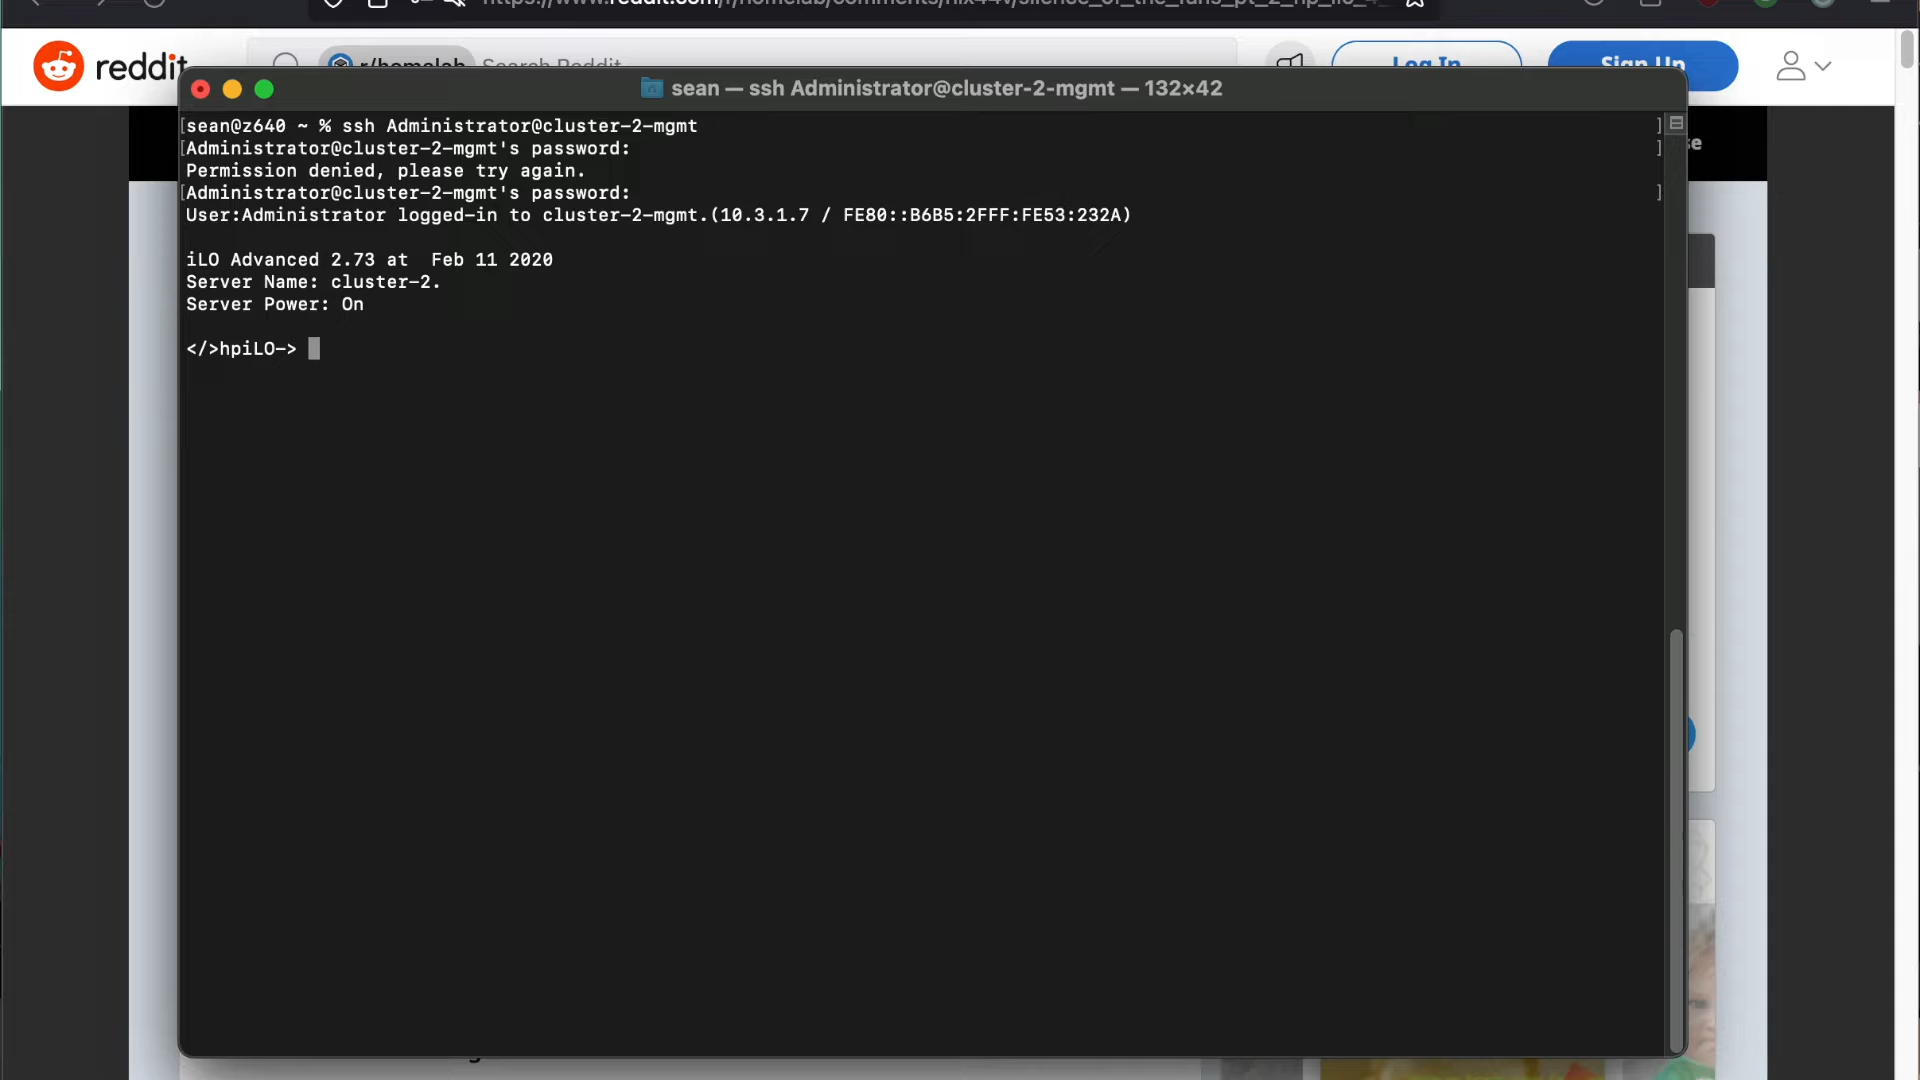 reddit
r/homelab Search Reddit
Log In
Sign Up
sean — ssh Administrator@cluster-2-mgmt — 132×42
[sean@z640 ~ % ssh Administrator@cluster-2-mgmt ]
[Administrator@cluster-2-mgmt's password: ]
Permission denied, please try again.
[Administrator@cluster-2-mgmt's password: ]
User:Administrator logged-in to cluster-2-mgmt.(10.3.1.7 / FE80::B6B5:2FFF:FE53:232A)
iLO Advanced 2.73 at  Feb 11 2020
Server Name: cluster-2.
Server Power: On
</>hpiLO->